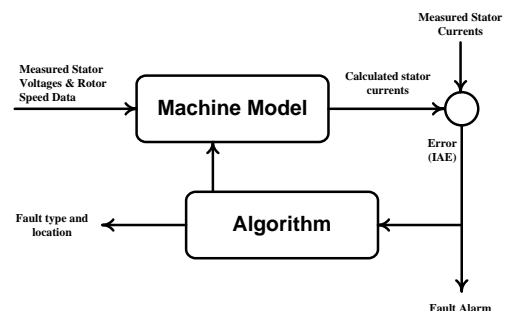 Measured Stator
Currents
Measured Stator
Voltages & Rotor
Speed Data
Machine Model
Calculated stator
currents
Error
(IAE)
Fault type and
location
Algorithm
Fault Alarm